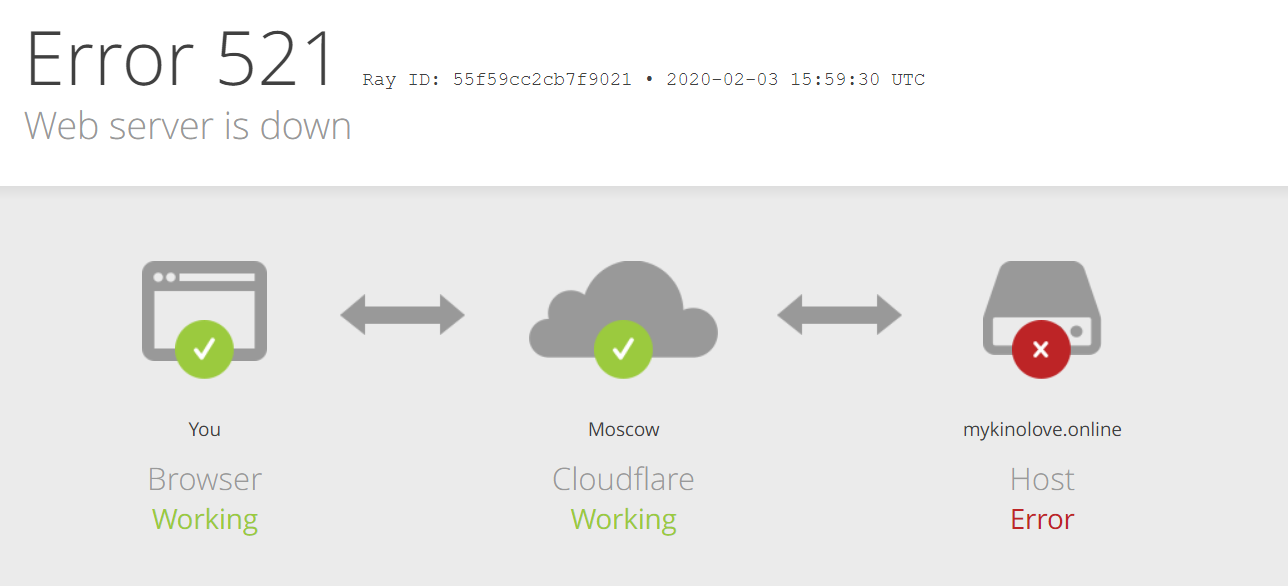 Error 521 Ray ID: 55f59cc2cb7f9021 • 2020-02-03 15:59:30 UTC
Web server is down
You
Browser
Working
Moscow
Cloudflare
Working
mykinolove.online
Host
Error